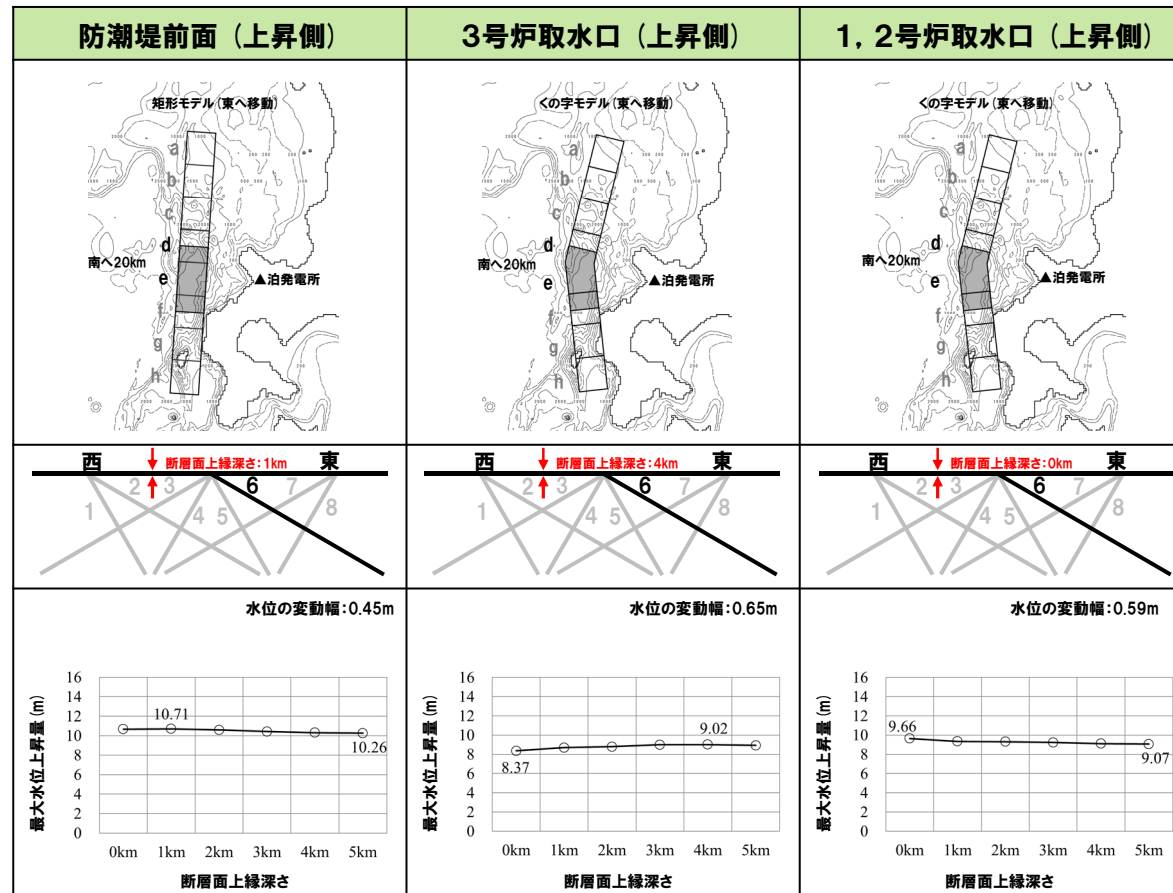 防潮堤前面（上昇側）
3号炉取水口（上昇側）
1，2号炉取水口（上昇側）
矩形モデル（東へ移動）
a
b
c
d
南へ20km
e
▲泊発電所
f
g
h
くの字モデル（東へ移動）
a
b
c
d
南へ20km
e
▲泊発電所
f
g
h
くの字モデル（東へ移動）
a
b
c
d
南へ20km
e
▲泊発電所
f
g
h
西
断層面上縁深さ：1km
東
1 2 3 4 5 6 7 8
西
断層面上縁深さ：4km
東
1 2 3 4 5 6 7 8
西
断層面上縁深さ：0km
東
1 2 3 4 5 6 7 8
水位の変動幅：0.45m
最大水位上昇量（m）
16
14
12
10
8
6
4
2
0
10.71
10.26
0km 1km 2km 3km 4km 5km
断層面上縁深さ
水位の変動幅：0.65m
最大水位上昇量（m）
16
14
12
10
8
6
4
2
0
8.37
9.02
0km 1km 2km 3km 4km 5km
断層面上縁深さ
水位の変動幅：0.59m
最大水位上昇量（m）
16
14
12
10
8
6
4
2
0
9.66
9.07
0km 1km 2km 3km 4km 5km
断層面上縁深さ